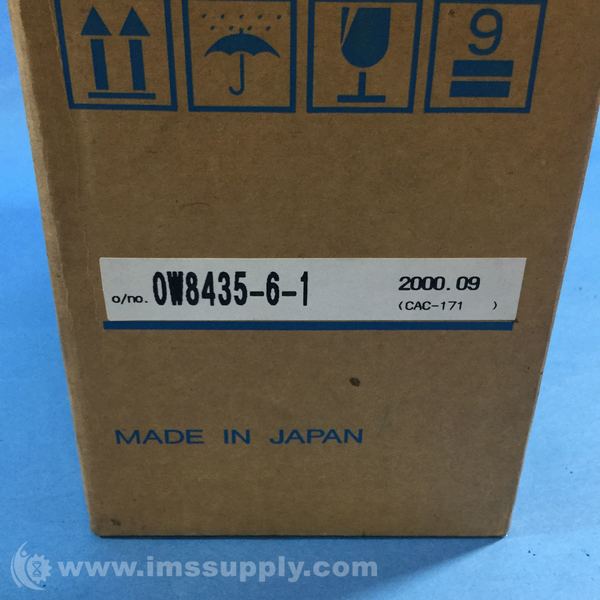 9
o/no. 0W8435-6-1
2000.09
(CAC-171 )
MADE IN JAPAN
www.imssupply.com